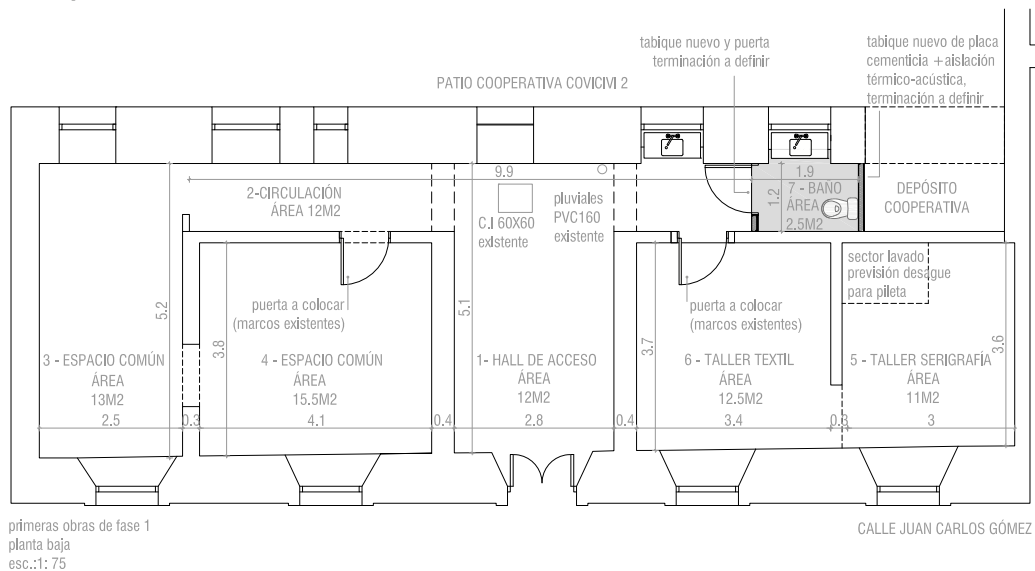 tabique nuevo y puerta
terminación a definir
tabique nuevo de placa
cementicia + aislación
térmico-acústica,
terminación a definir
PATIO COOPERATIVA COVICIVI 2
9.9
1.9
1.2
2-CIRCULACIÓN
ÁREA 12M2
C.I 60X60
existente
pluviales
PVC160
existente
7 - BAÑO
ÁREA
2.5M2
DEPÓSITO
COOPERATIVA
sector lavado
previsión desague
para pileta
puerta a colocar
(marcos existentes)
puerta a colocar
(marcos existentes)
5.2
3.8
5.1
3.7
3,6
3 - ESPACIO COMÚN
ÁREA
13M2
4 - ESPACIO COMÚN
ÁREA
15.5M2
1- HALL DE ACCESO
ÁREA
12M2
6 - TALLER TEXTIL
ÁREA
12.5M2
5 - TALLER SERIGRAFÍA
ÁREA
11M2
2.5
0.3
4.1
0.4
2.8
0.4
3.4
0.3
3
primeras obras de fase 1
planta baja
esc.:1: 75
CALLE JUAN CARLOS GÓMEZ